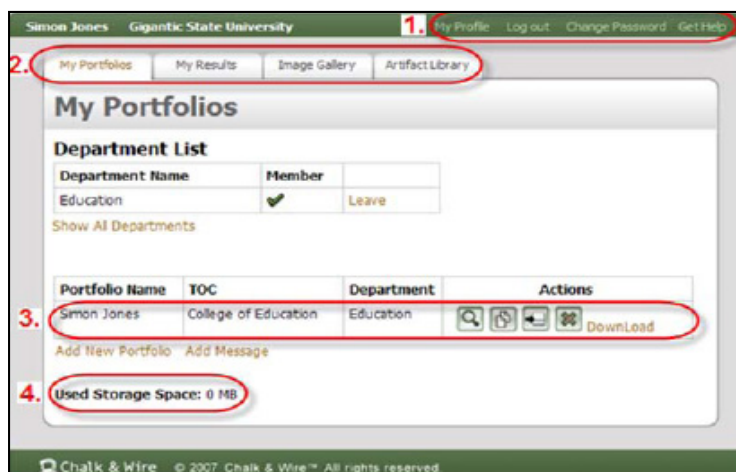 Simon Jones Gigantic State University 1. My Profile Log out Change Password Get Help
2. My Portfolios My Results Image Gallery Artifact Library
My Portfolios
Department List
Department Name Member
Education ✔ Leave
Show All Departments
Portfolio Name TOC Department Actions
3. Simon Jones College of Education Education DownLoad
Add New Portfolio Add Message
4. Used Storage Space: 0 MB
Chalk & Wire © 2007 Chalk & Wire™ All rights reserved